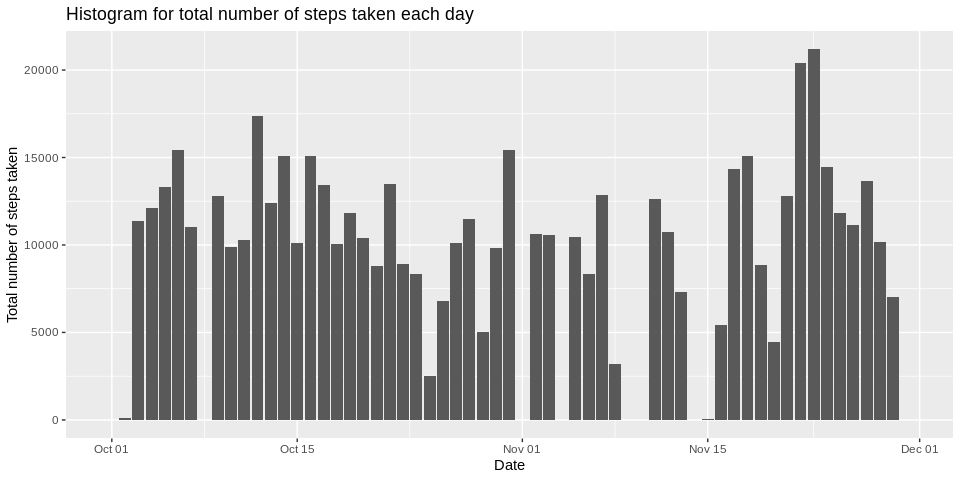 Histogram for total number of steps taken each day
Total number of steps taken
20000
15000
10000
5000
0
Oct 01
Oct 15
Nov 01
Nov 15
Dec 01
Date